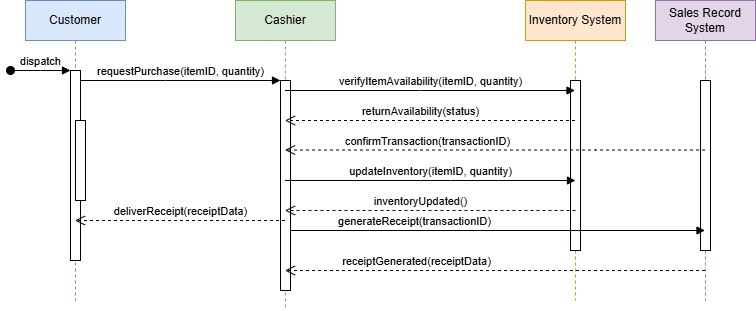 Customer
Cashier
Inventory System
Sales Record
System
dispatch
requestPurchase(itemID, quantity)
verifyItemAvailability(itemID, quantity)
returnAvailability(status)
confirmTransaction(transactionID)
updateInventory(itemID, quantity)
inventoryUpdated()
deliverReceipt(receiptData)
generateReceipt(transactionID)
receiptGenerated(receiptData)